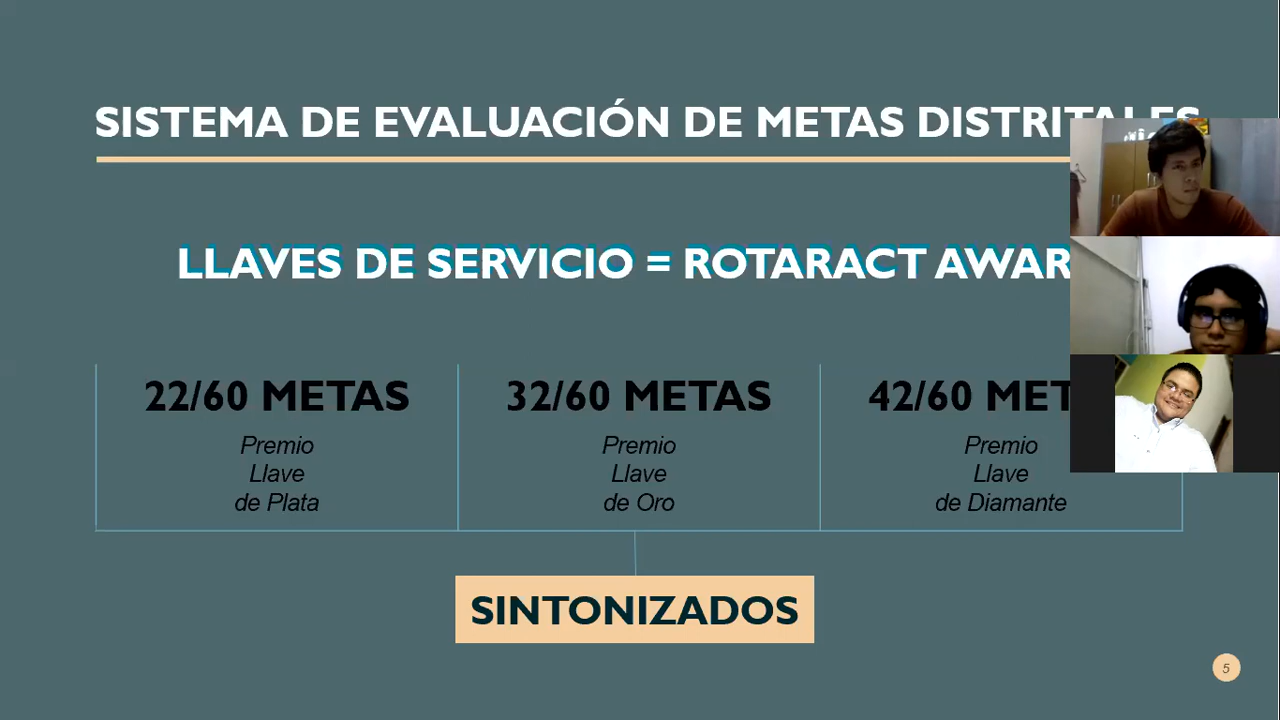 SISTEMA DE EVALUACIÓN DE METAS DISTRITALES
LLAVES DE SERVICIO = ROTARACT AWAR
22/60 METAS
Premio
Llave
de Plata
32/60 METAS
Premio
Llave
de Oro
42/60 MET
Premio
Llave
de Diamante
SINTONIZADOS
5